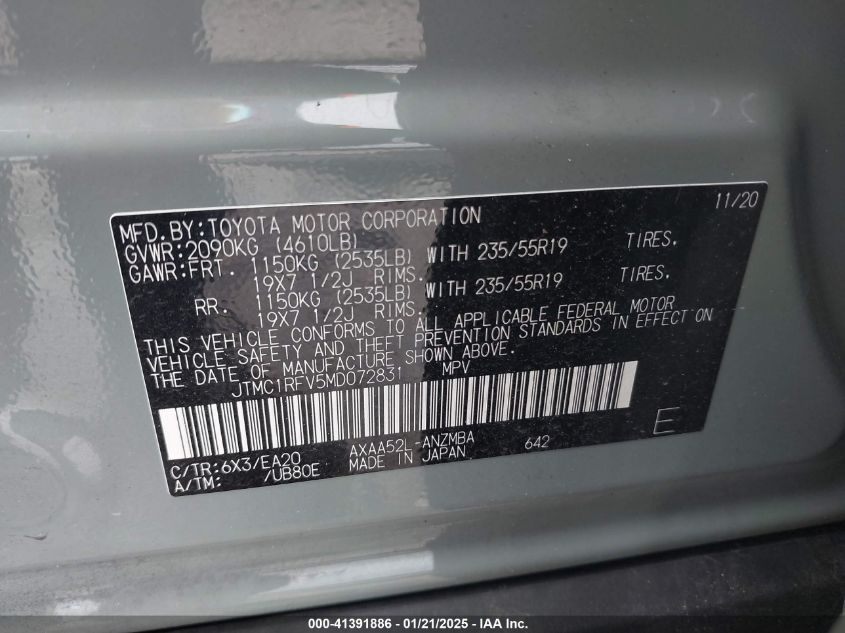 11/20
MFD. BY: TOYOTA MOTOR CORPORATION
GVWR: 2090KG (4610LB)
GAWR: FRT. 1150KG (2535LB) WITH 235/55R19 TIRES.
19X7 1/2J RIMS.
RR. 1150KG (2535LB) WITH 235/55R19 TIRES.
19X7 1/2J RIMS.
THIS VEHICLE CONFORMS TO ALL APPLICABLE FEDERAL MOTOR
VEHICLE SAFETY AND THEFT PREVENTION STANDARDS IN EFFECT ON
THE DATE OF MANUFACTURE SHOWN ABOVE.
JTMC1RFV5MD072831 MPV
C/TR: 6X3/EA20 AXAA52L-ANZMBA 642 E
A/TM: /UB80E MADE IN JAPAN
000-41391886 - 01/21/2025 - IAA Inc.